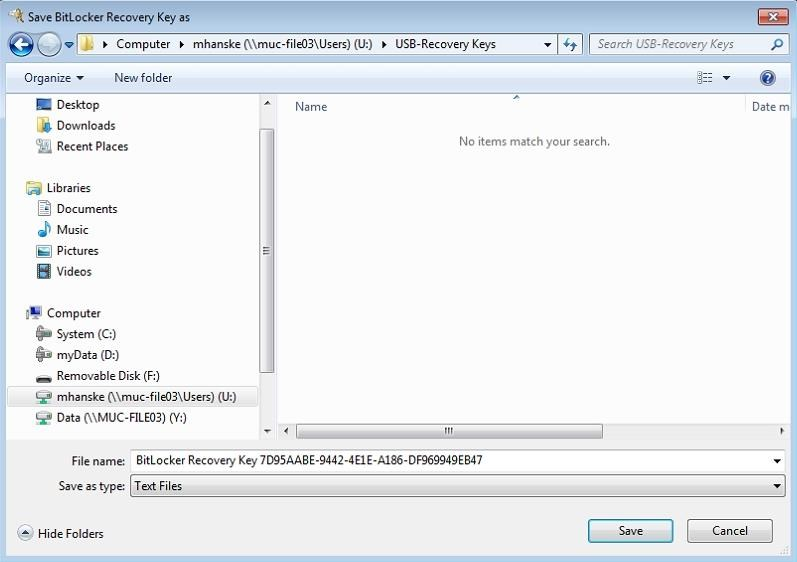 Save BitLocker Recovery Key as
Computer mhanske (\\muc-file03\Users) (U:) USB-Recovery Keys Search USB-Recovery Keys
Organize New folder
Name Date m
No items match your search.
Desktop
Downloads
Recent Places
Libraries
Documents
Music
Pictures
Videos
Computer
System (C:)
myData (D:)
Removable Disk (F:)
mhanske (\\muc-file03\Users) (U:)
Data (\\MUC-FILE03) (Y:)
File name: BitLocker Recovery Key 7D95AABE-9442-4E1E-A186-DF969949EB47
Save as type: Text Files
Hide Folders Save Cancel